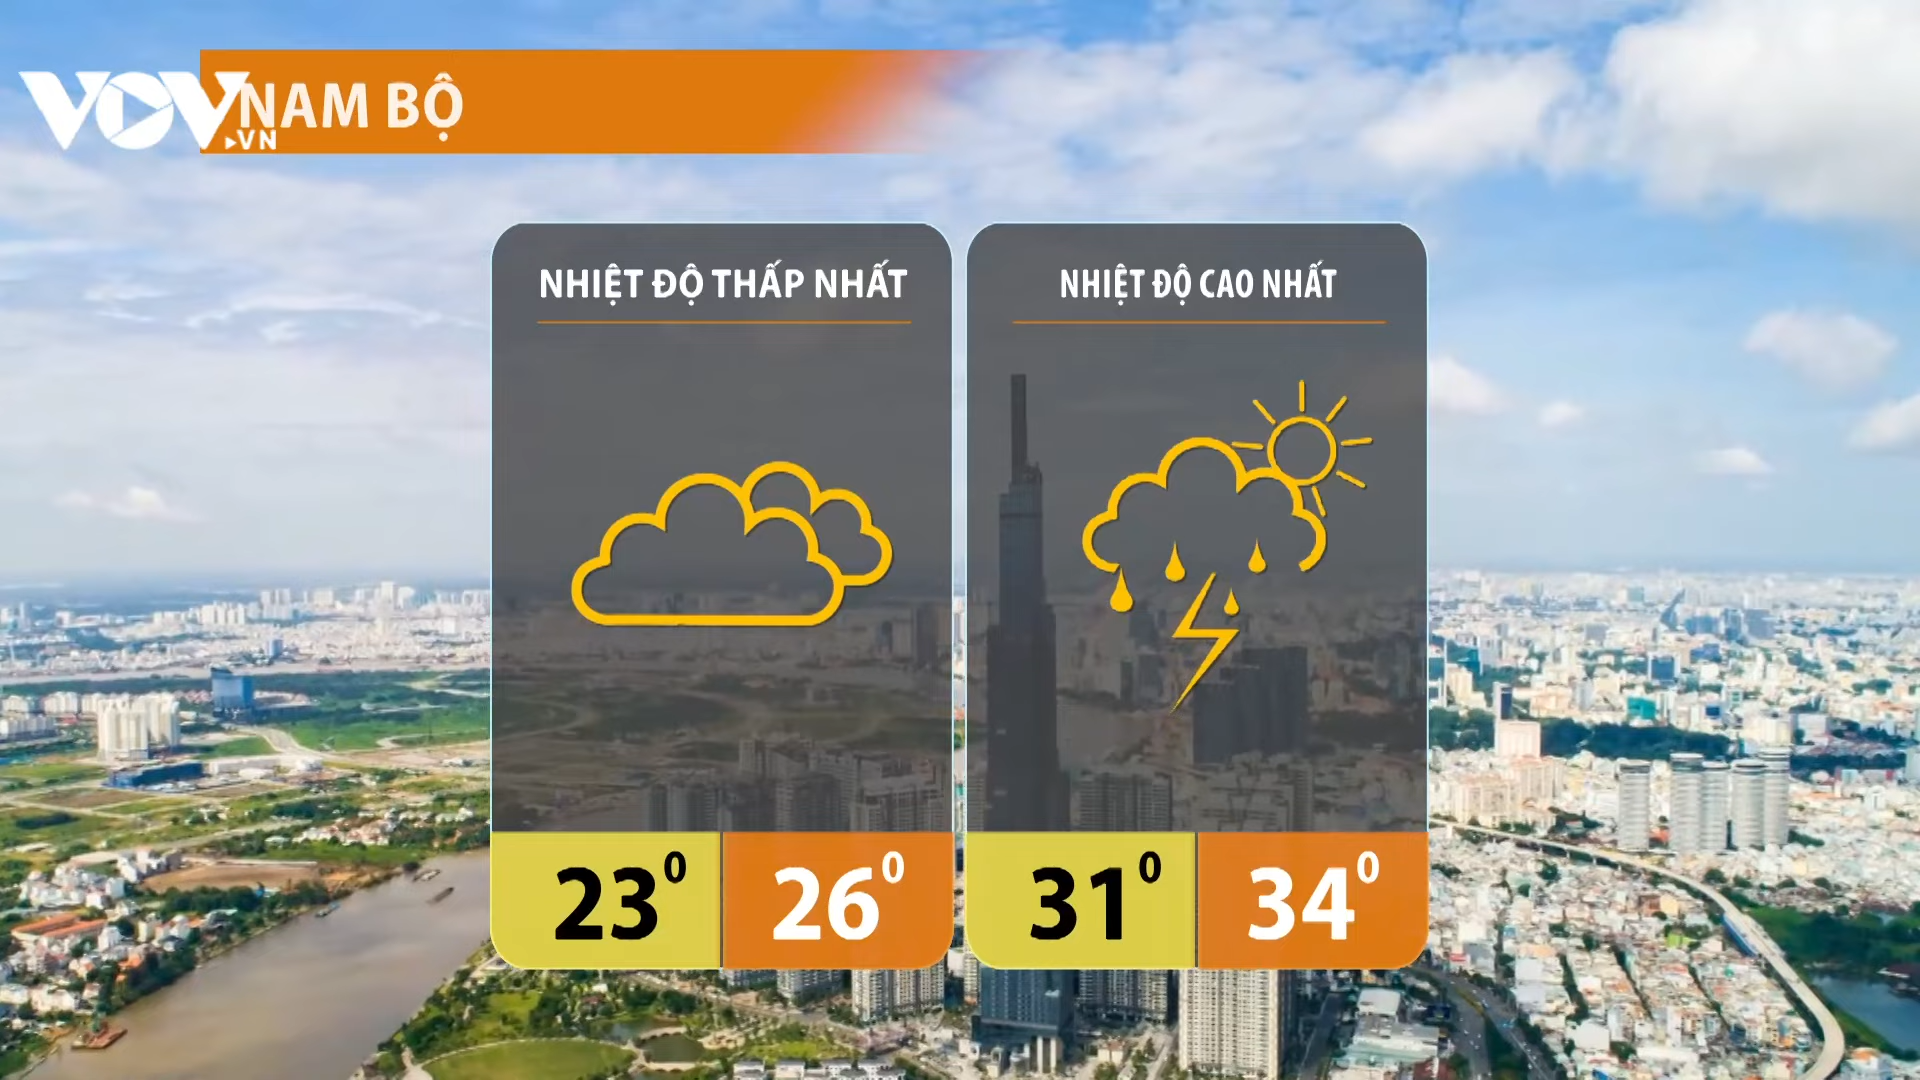 VOV.VN
NAM BỘ
NHIỆT ĐỘ THẤP NHẤT
23⁰ 26⁰
NHIỆT ĐỘ CAO NHẤT
31⁰ 34⁰